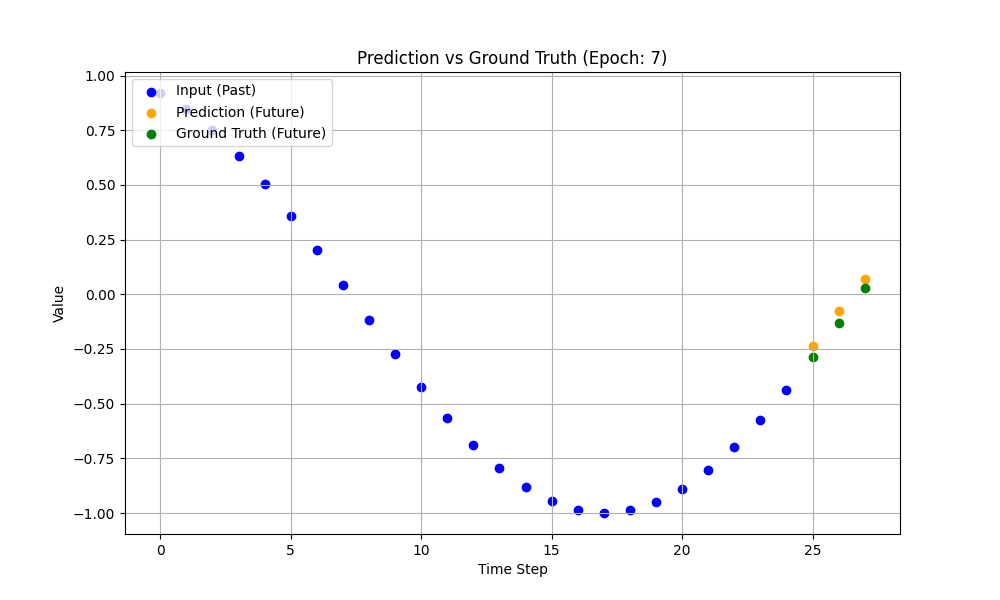 Prediction vs Ground Truth (Epoch: 7)
Input (Past)
Prediction (Future)
Ground Truth (Future)
1.00
0.75
0.50
0.25
0.00
−0.25
−0.50
−0.75
−1.00
Value
0 5 10 15 20 25
Time Step